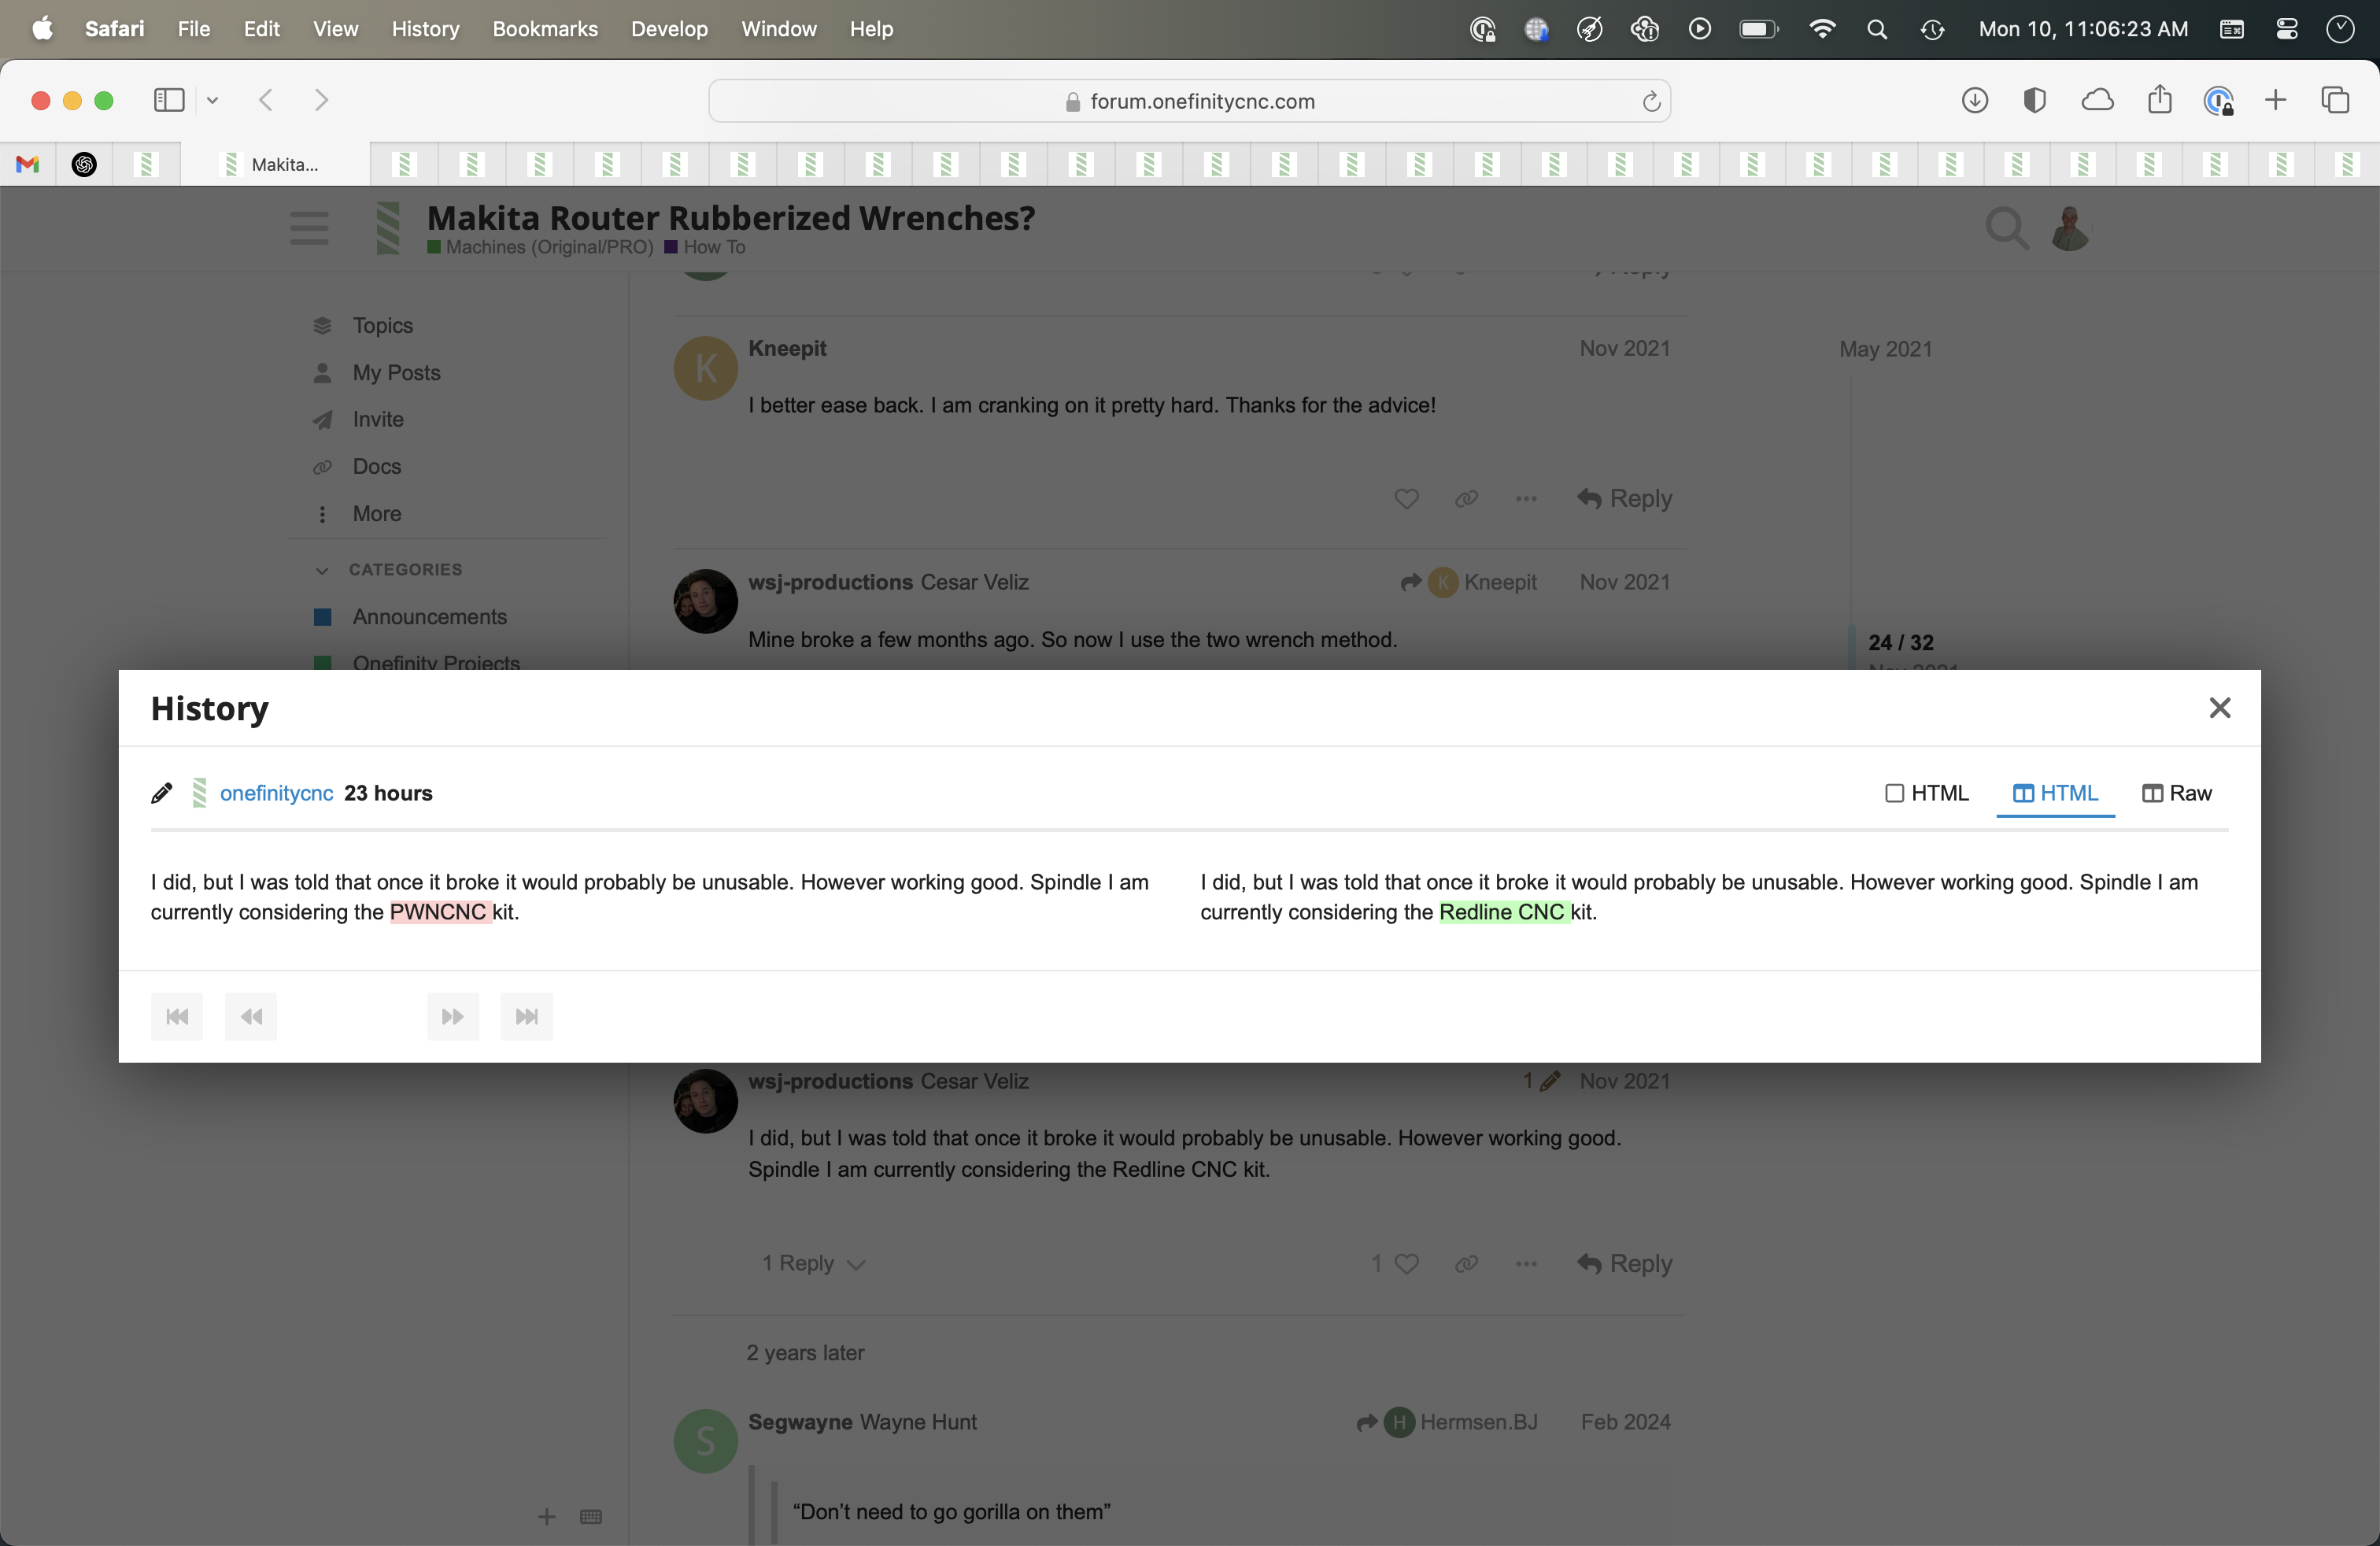 Safari File Edit View History Bookmarks Develop Window Help Mon 10, 11:06:23 AM
forum.onefinitycnc.com
Makita...
Makita Router Rubberized Wrenches?
Machines (Original/PRO) How To
Topics
My Posts
Invite
Docs
More
CATEGORIES
Announcements
Onefinity Projects
Reply
Kneepit Nov 2021
I better ease back. I am cranking on it pretty hard. Thanks for the advice!
Reply
wsj-productions Cesar Veliz K Kneepit Nov 2021
Mine broke a few months ago. So now I use the two wrench method.
May 2021
24 / 32
Nov 2021
History
onefinitycnc 23 hours HTML HTML Raw
I did, but I was told that once it broke it would probably be unusable. However working good. Spindle I am
currently considering the PWNCNC kit.
I did, but I was told that once it broke it would probably be unusable. However working good. Spindle I am
currently considering the Redline CNC kit.
wsj-productions Cesar Veliz 1 Nov 2021
I did, but I was told that once it broke it would probably be unusable. However working good.
Spindle I am currently considering the Redline CNC kit.
1 Reply 1 Reply
2 years later
S Segwayne Wayne Hunt H Hermsen.BJ Feb 2024
“Don’t need to go gorilla on them”